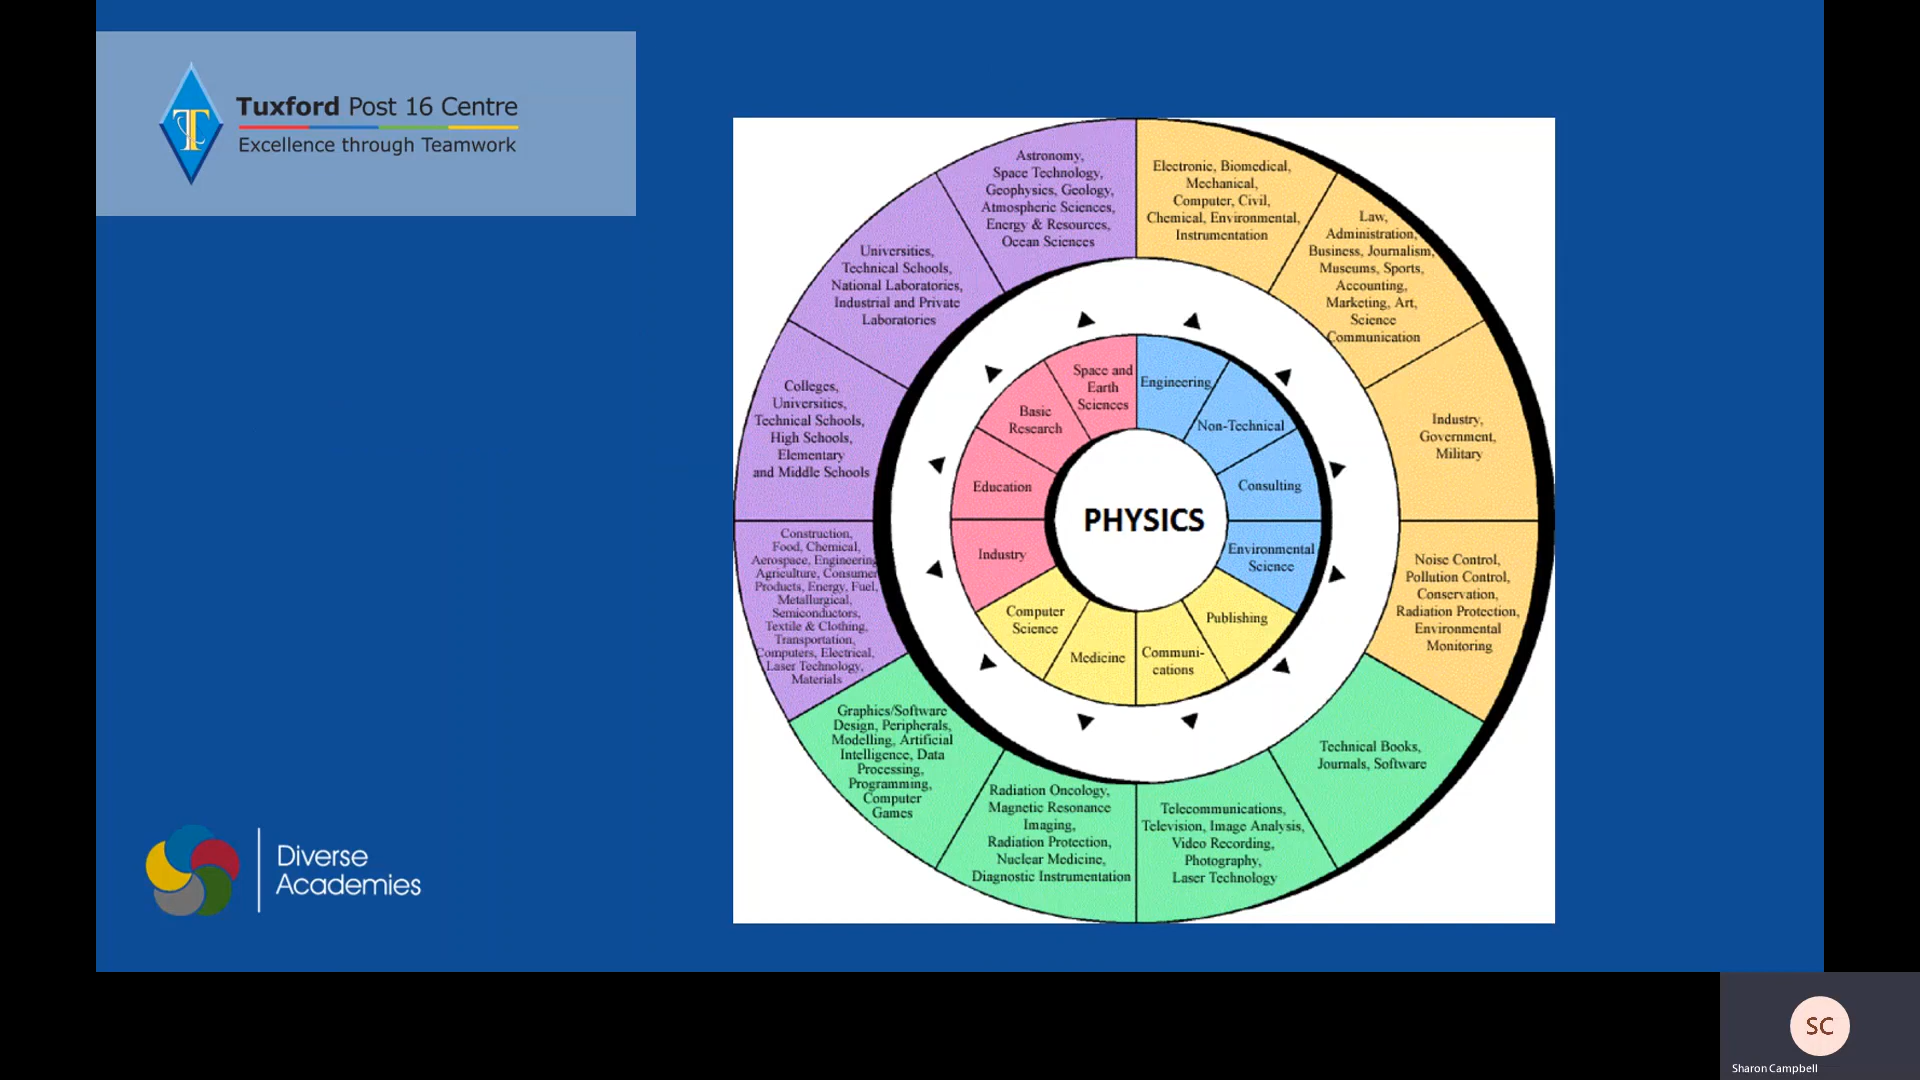 Tuxford Post 16 Centre
Excellence through Teamwork
Astronomy,
Space Technology,
Geophysics, Geology,
Atmospheric Sciences,
Energy & Resources,
Ocean Sciences
Electronic, Biomedical,
Mechanical,
Computer, Civil,
Chemical, Environmental,
Instrumentation
Law,
Administration,
Business, Journalism,
Museums, Sports,
Accounting,
Marketing, Art,
Science
Communication
Industry,
Government,
Military
Noise Control,
Pollution Control,
Conservation,
Radiation Protection,
Environmental
Monitoring
Technical Books,
Journals, Software
Telecommunications,
Television, Image Analysis,
Video Recording,
Photography,
Laser Technology
Radiation Oncology,
Magnetic Resonance
Imaging,
Radiation Protection,
Nuclear Medicine,
Diagnostic Instrumentation
Graphics/Software
Design, Peripherals,
Modelling, Artificial
Intelligence, Data
Processing,
Programming,
Computer
Games
Construction,
Food, Chemical,
Aerospace, Engineering
Agriculture, Consumer
Products, Energy, Fuel,
Metallurgical,
Semiconductors,
Textile & Clothing,
Transportation,
Computers, Electrical,
Laser Technology,
Materials
Colleges,
Universities,
Technical Schools,
High Schools,
Elementary
and Middle Schools
Universities,
Technical Schools,
National Laboratories,
Industrial and Private
Laboratories
Space and
Earth
Sciences
Engineering
Non-Technical
Consulting
Environmental
Science
Publishing
Communi-
cations
Medicine
Computer
Science
Industry
Education
Basic
Research
PHYSICS
Diverse
Academies
SC
Sharon Campbell